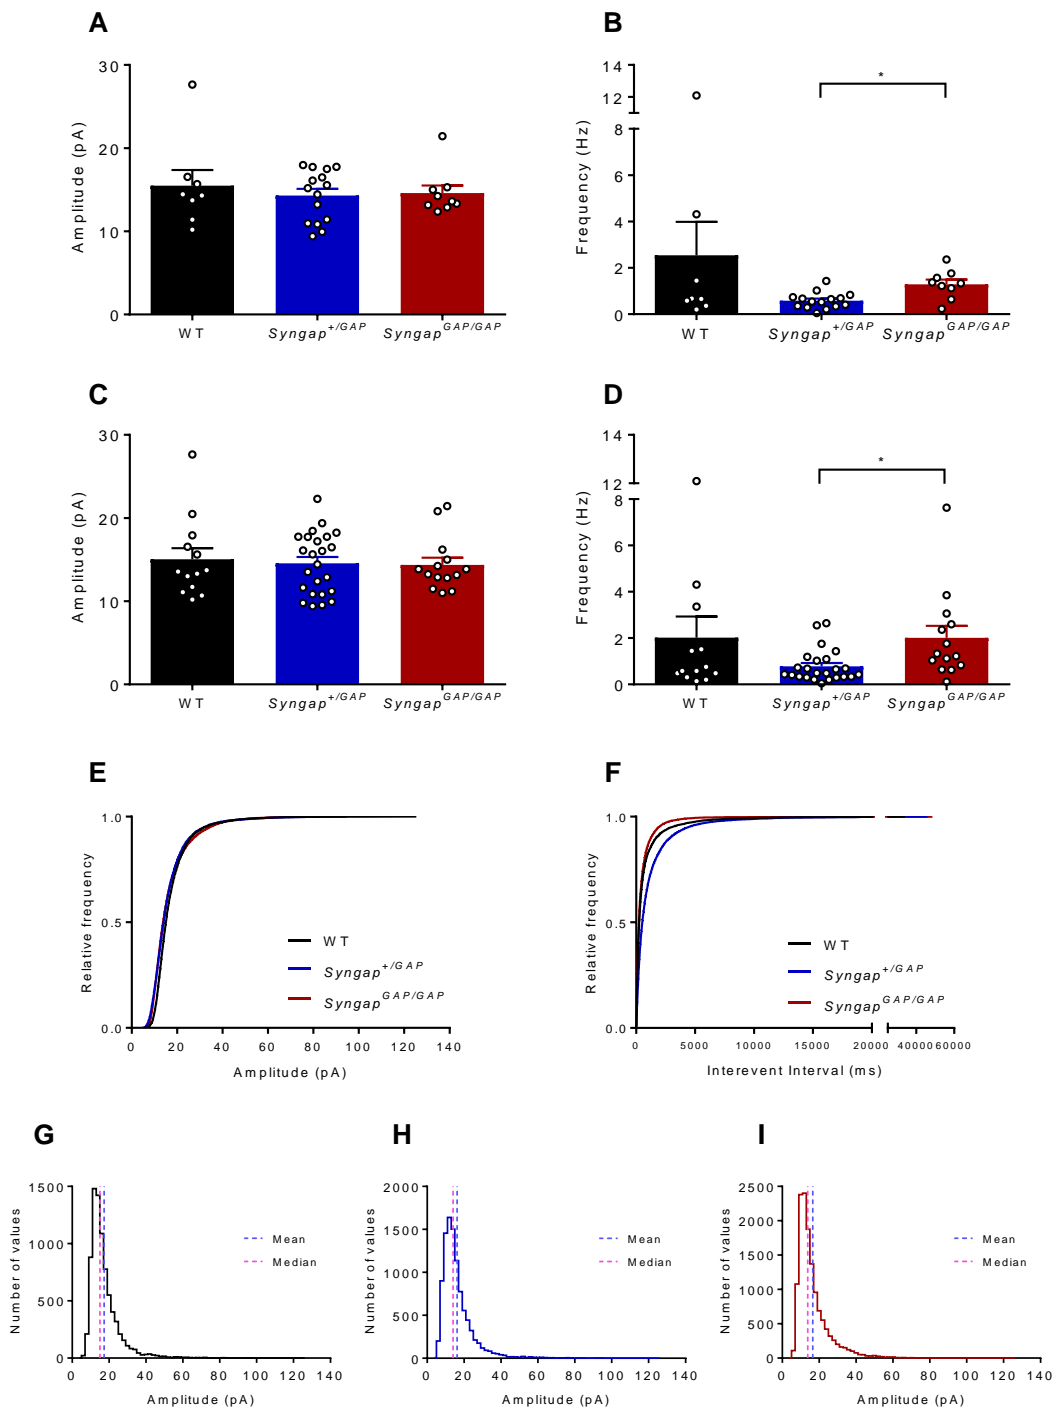 A
Amplitude (pA)
30
20
10
0
WT
Syngap+/GAP
SyngapGAP/GAP
B
Frequency (Hz)
14
12
8
6
4
2
0
*
WT
Syngap+/GAP
SyngapGAP/GAP
C
Amplitude (pA)
30
20
10
0
WT
Syngap+/GAP
SyngapGAP/GAP
D
Frequency (Hz)
14
12
8
6
4
2
0
*
WT
Syngap+/GAP
SyngapGAP/GAP
E
Relative frequency
1.0
0.5
0.0
0 20 40 60 80 100 120 140
Amplitude (pA)
WT
Syngap+/GAP
SyngapGAP/GAP
F
Relative frequency
1.0
0.5
0.0
0 5000 10000 15000 20000 40000 60000
Interevent Interval (ms)
WT
Syngap+/GAP
SyngapGAP/GAP
G
Number of values
1500
1000
500
0
0 20 40 60 80 100 120 140
Amplitude (pA)
Mean
Median
H
Number of values
2000
1500
1000
500
0
0 20 40 60 80 100 120 140
Amplitude (pA)
Mean
Median
I
Number of values
2500
2000
1500
1000
500
0
0 20 40 60 80 100 120 140
Amplitude (pA)
Mean
Median